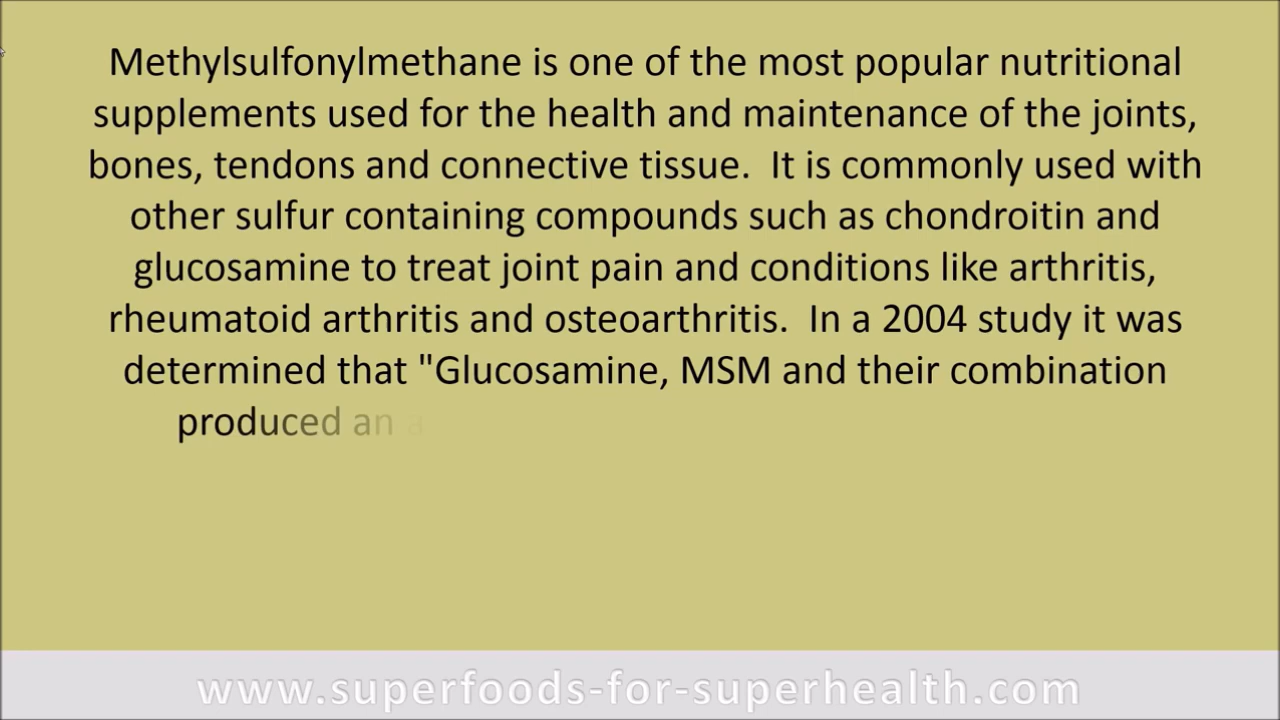 Methylsulfonylmethane is one of the most popular nutritional
supplements used for the health and maintenance of the joints,
bones, tendons and connective tissue.  It is commonly used with
other sulfur containing compounds such as chondroitin and
glucosamine to treat joint pain and conditions like arthritis,
rheumatoid arthritis and osteoarthritis.  In a 2004 study it was
determined that "Glucosamine, MSM and their combination
produced an a
www.superfoods-for-superhealth.com